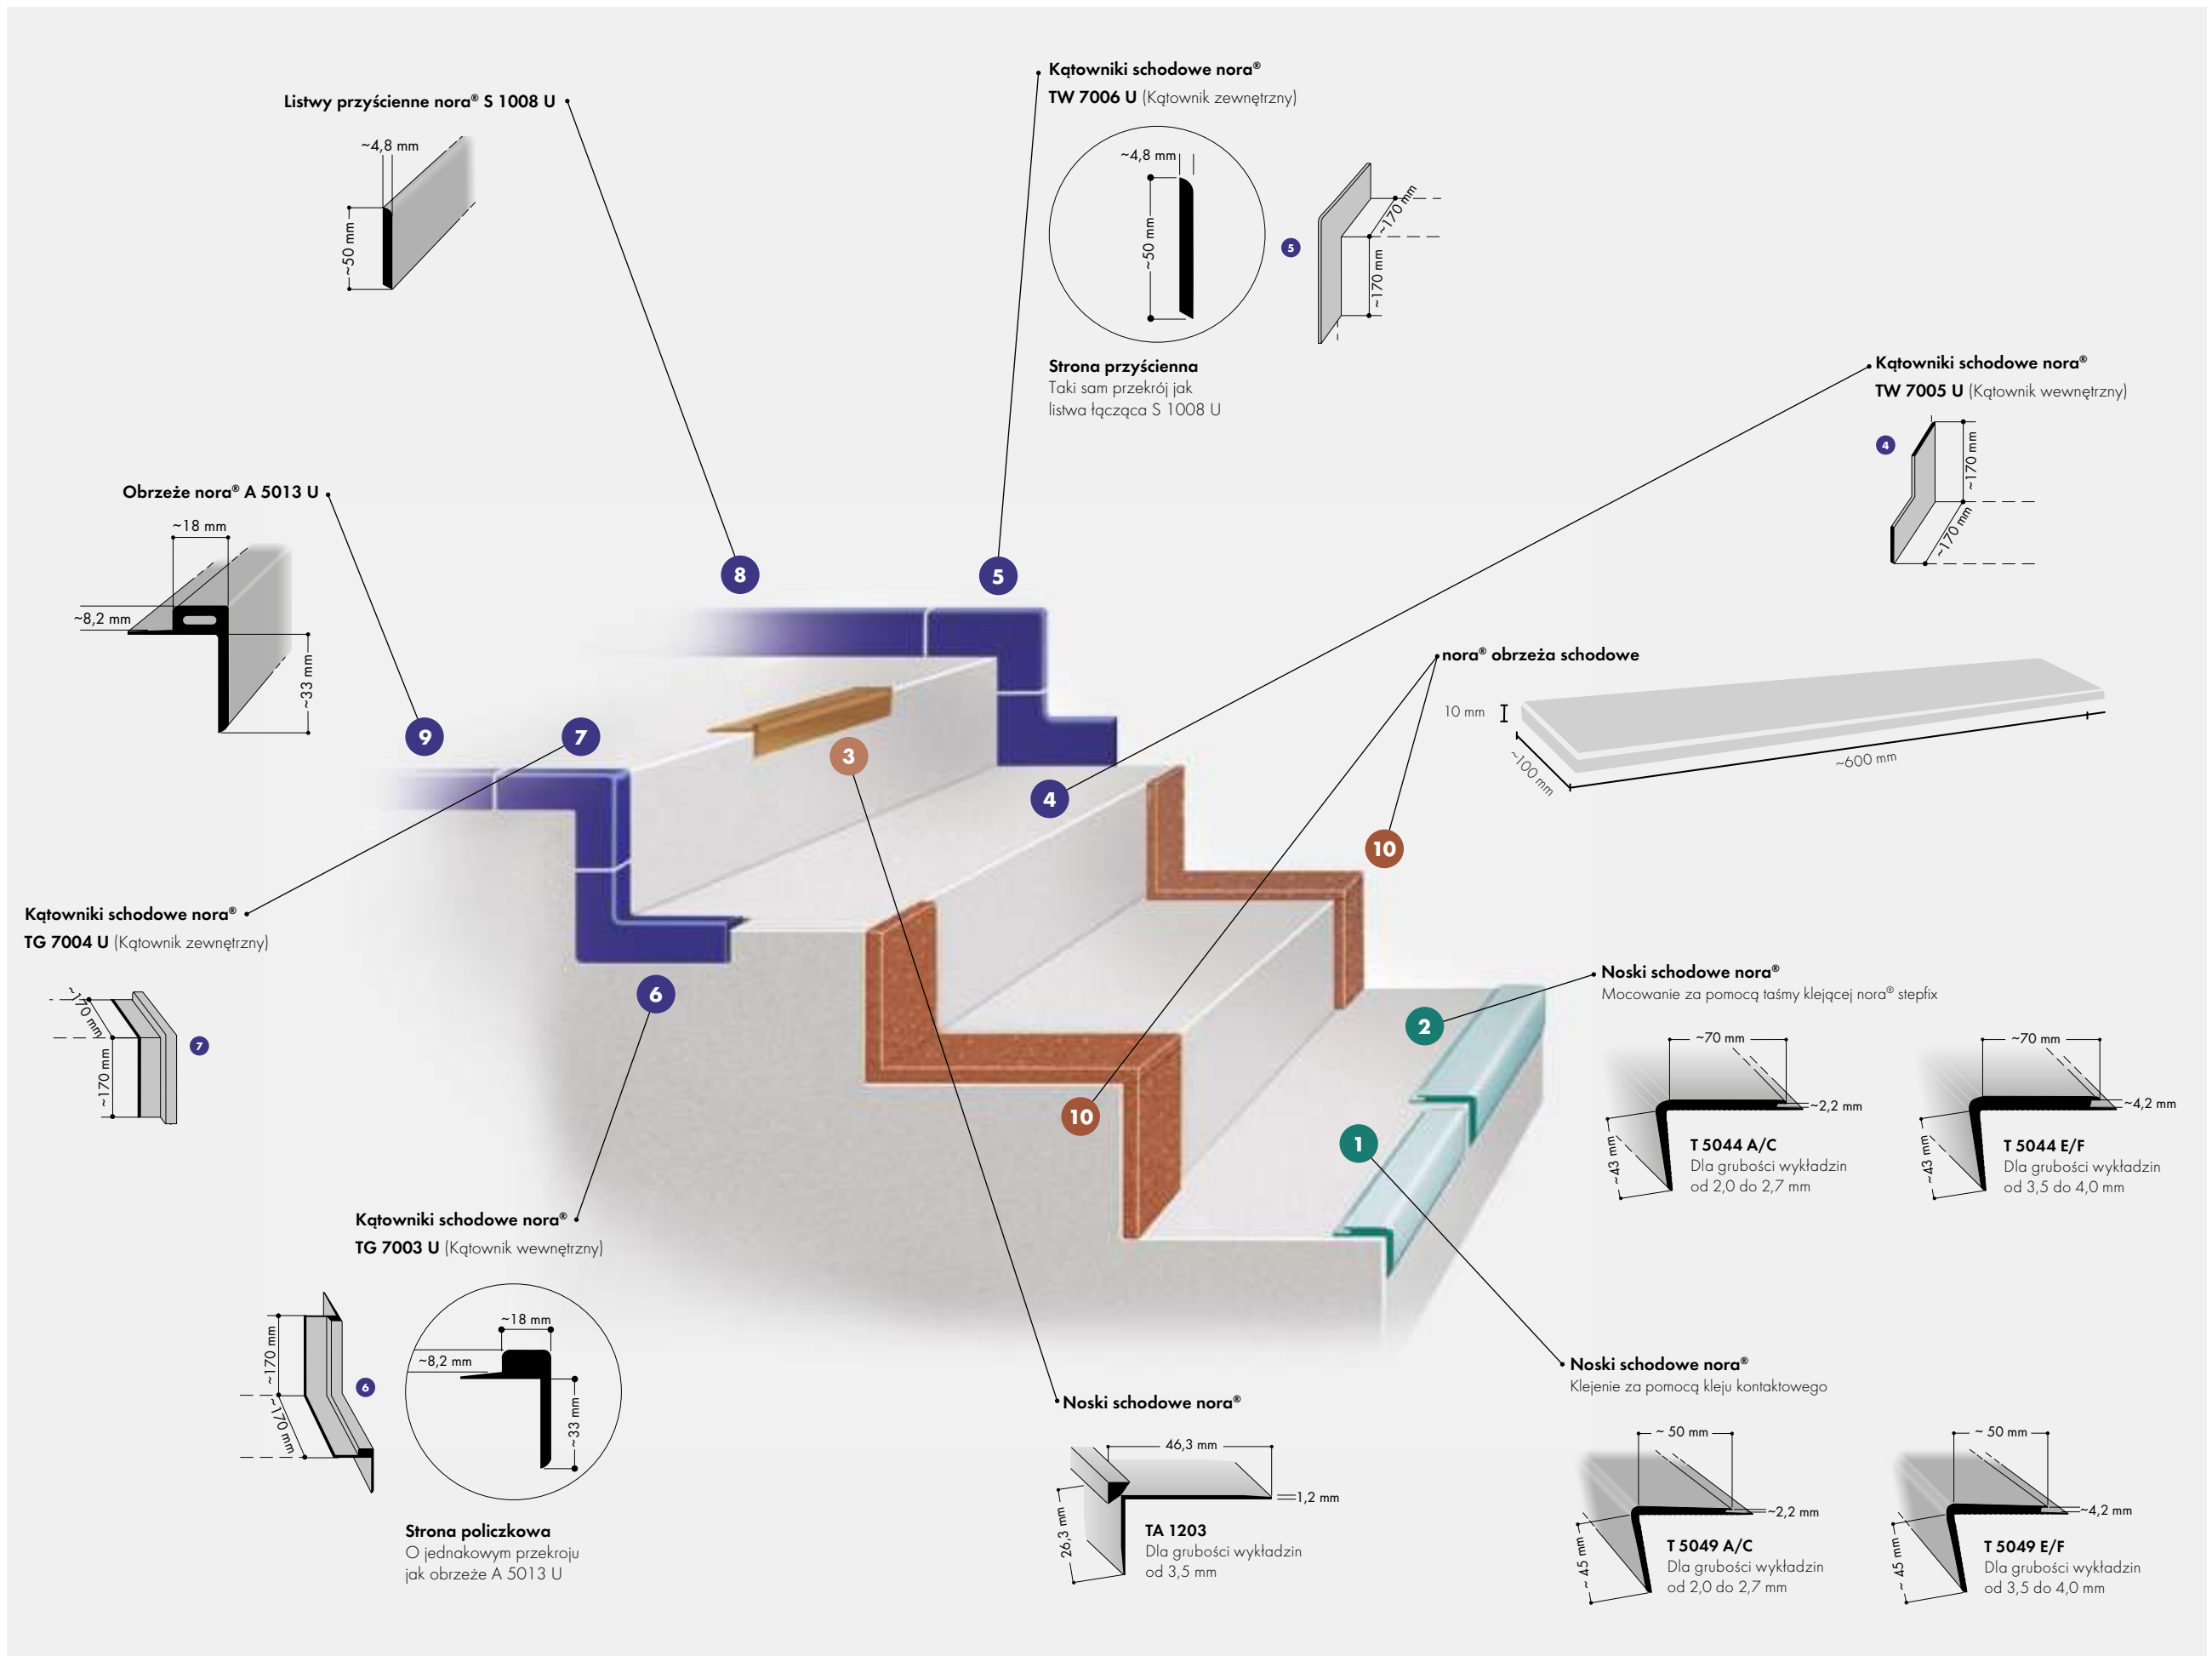 Listwy przyścienne nora® S 1008 U
~4,8 mm
~50 mm
Kątowniki schodowe nora®
TW 7006 U (Kątownik zewnętrzny)
~4,8 mm
~50 mm
5
~170 mm
~170 mm
Strona przyścienna
Taki sam przekrój jak
listwa łącząca S 1008 U
Kątowniki schodowe nora®
TW 7005 U (Kątownik wewnętrzny)
4
~170 mm
~170 mm
Obrzeże nora® A 5013 U
~18 mm
~8,2 mm
~33 mm
8
5
9
7
3
4
10
nora® obrzeża schodowe
10 mm
~100 mm
~600 mm
Kątowniki schodowe nora®
TG 7004 U (Kątownik zewnętrzny)
~170 mm
~170 mm
7
6
10
2
1
Noski schodowe nora®
Mocowanie za pomocą taśmy klejącej nora® stepfix
~70 mm
~2,2 mm
~43 mm
T 5044 A/C
Dla grubości wykładzin
od 2,0 do 2,7 mm
~70 mm
~4,2 mm
~43 mm
T 5044 E/F
Dla grubości wykładzin
od 3,5 do 4,0 mm
Kątowniki schodowe nora®
TG 7003 U (Kątownik wewnętrzny)
~170 mm
~170 mm
6
~18 mm
~8,2 mm
~33 mm
Strona policzkowa
O jednakowym przekroju
jak obrzeże A 5013 U
Noski schodowe nora®
46,3 mm
1,2 mm
26,3 mm
TA 1203
Dla grubości wykładzin
od 3,5 mm
Noski schodowe nora®
Klejenie za pomocą kleju kontaktowego
~ 50 mm
~2,2 mm
~ 45 mm
T 5049 A/C
Dla grubości wykładzin
od 2,0 do 2,7 mm
~ 50 mm
~4,2 mm
~ 45 mm
T 5049 E/F
Dla grubości wykładzin
od 3,5 do 4,0 mm